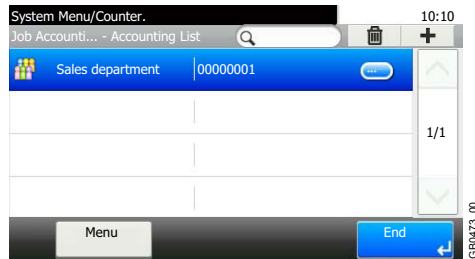 System Menu/Counter. 10:10
Job Accounti... - Accounting List
Sales department 00000001
1/1
Menu End
GB0473_00